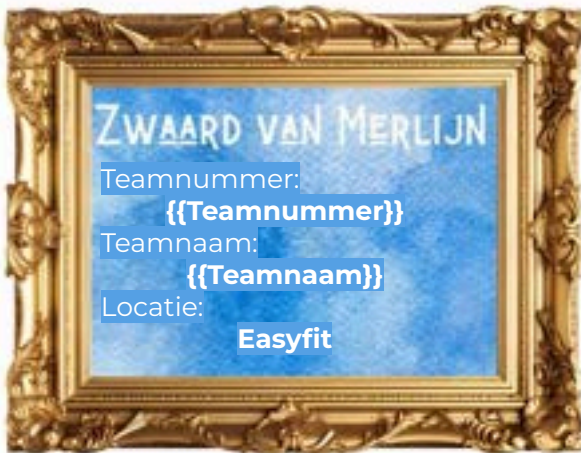 Zwaard van Merlijn
Teamnummer:
{{Teamnummer}}
Teamnaam:
{{Teamnaam}}
Locatie:
Easyfit